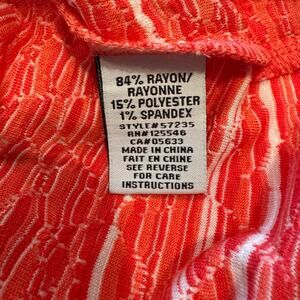 84% RAYON/
RAYONNE
15% POLYESTER
1% SPANDEX
STYLE#57235
RN#125546
CA#05633
MADE IN CHINA
FAIT EN CHINE
SEE REVERSE
FOR CARE
INSTRUCTIONS